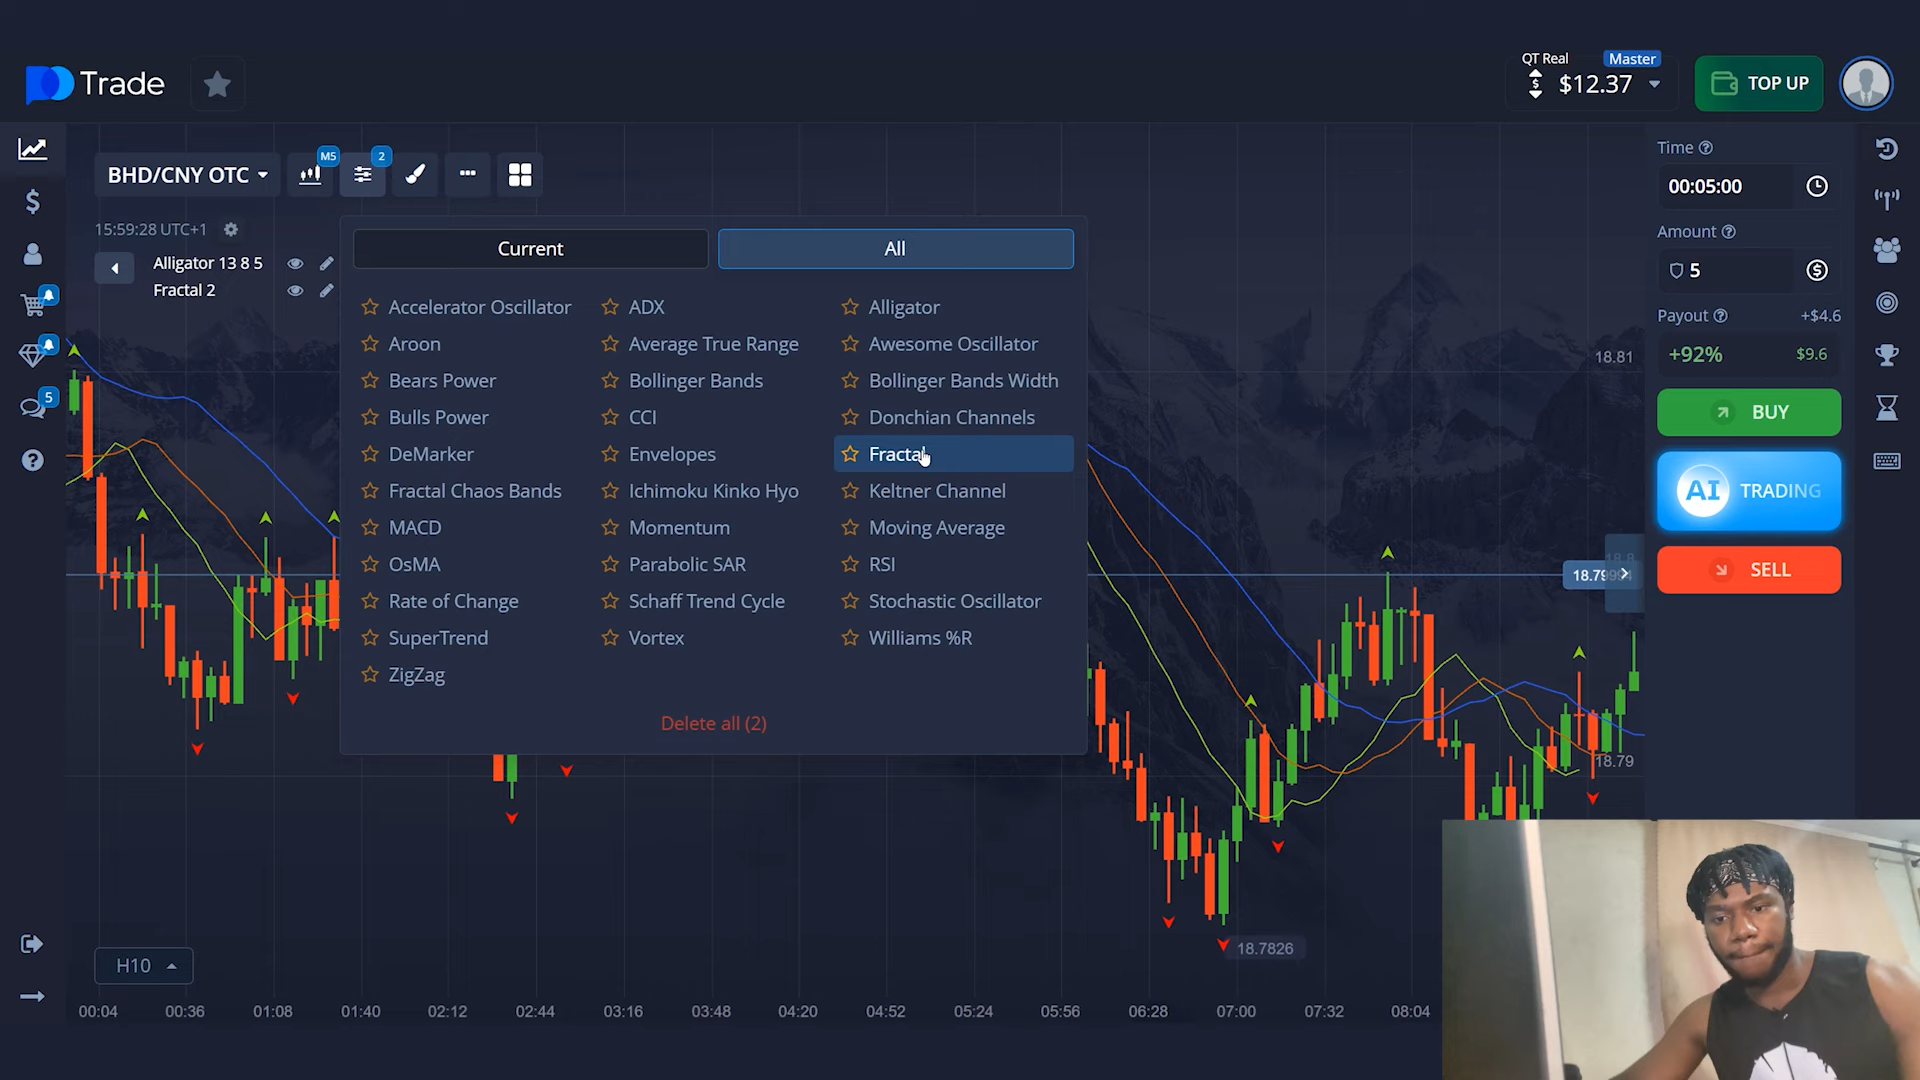 Trade
QT Real
Master
$12.37
TOP UP
BHD/CNY OTC
M5
2
15:59:28 UTC+1
Alligator 13 8 5
Fractal 2
Current
All
Accelerator Oscillator
ADX
Alligator
Aroon
Average True Range
Awesome Oscillator
Bears Power
Bollinger Bands
Bollinger Bands Width
Bulls Power
CCI
Donchian Channels
DeMarker
Envelopes
Fractal
Fractal Chaos Bands
Ichimoku Kinko Hyo
Keltner Channel
MACD
Momentum
Moving Average
OsMA
Parabolic SAR
RSI
Rate of Change
Schaff Trend Cycle
Stochastic Oscillator
SuperTrend
Vortex
Williams %R
ZigZag
Delete all (2)
5
Time
00:05:00
Amount
5
Payout
+$4.6
+92%
$9.6
BUY
AI TRADING
SELL
18.81
18.79
18.7826
H10
00:04
00:36
01:08
01:40
02:12
02:44
03:16
03:48
04:20
04:52
05:24
05:56
06:28
07:00
07:32
08:04